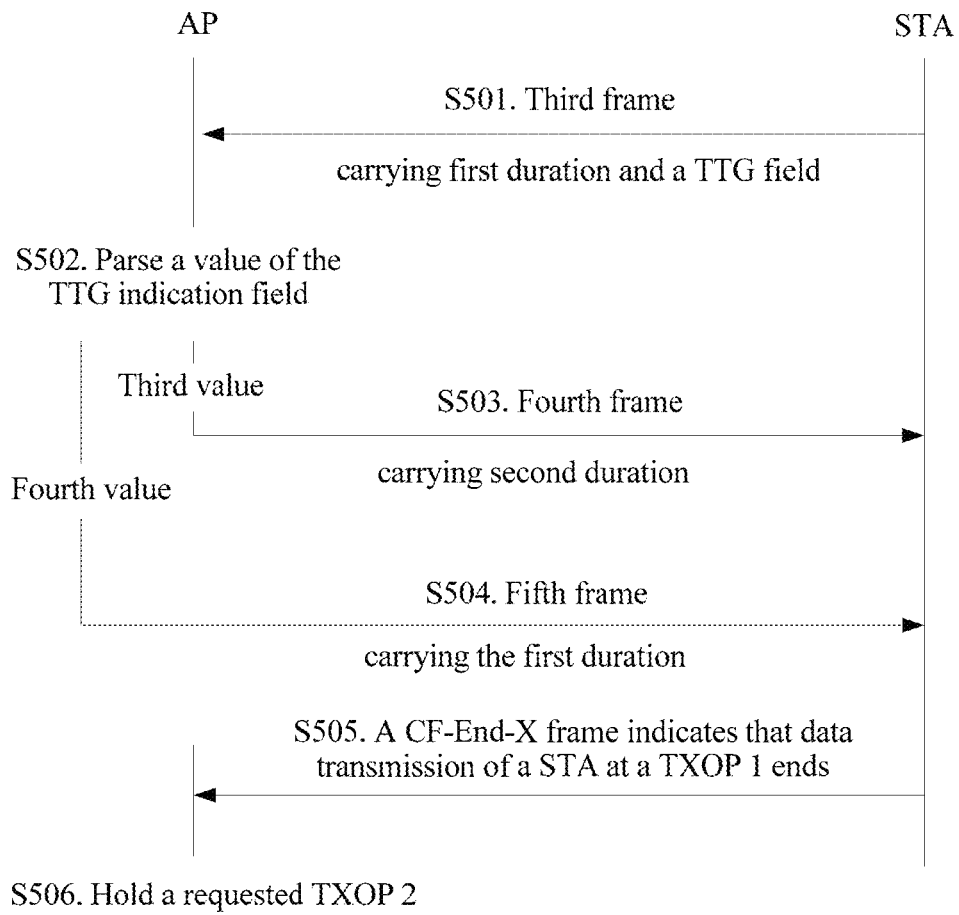 AP
STA
S501. Third frame
carrying first duration and a TTG field
S502. Parse a value of the
TTG indication field
Third value
S503. Fourth frame
carrying second duration
Fourth value
S504. Fifth frame
carrying the first duration
S505. A CF-End-X frame indicates that data
transmission of a STA at a TXOP 1 ends
S506. Hold a requested TXOP 2